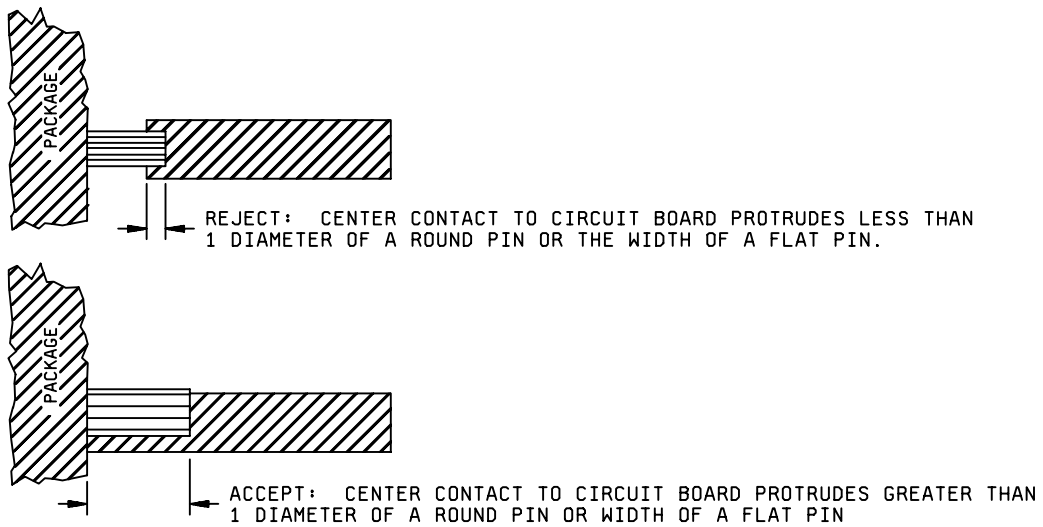 PACKAGE
REJECT: CENTER CONTACT TO CIRCUIT BOARD PROTRUDES LESS THAN
1 DIAMETER OF A ROUND PIN OR THE WIDTH OF A FLAT PIN.
PACKAGE
ACCEPT: CENTER CONTACT TO CIRCUIT BOARD PROTRUDES GREATER THAN
1 DIAMETER OF A ROUND PIN OR WIDTH OF A FLAT PIN